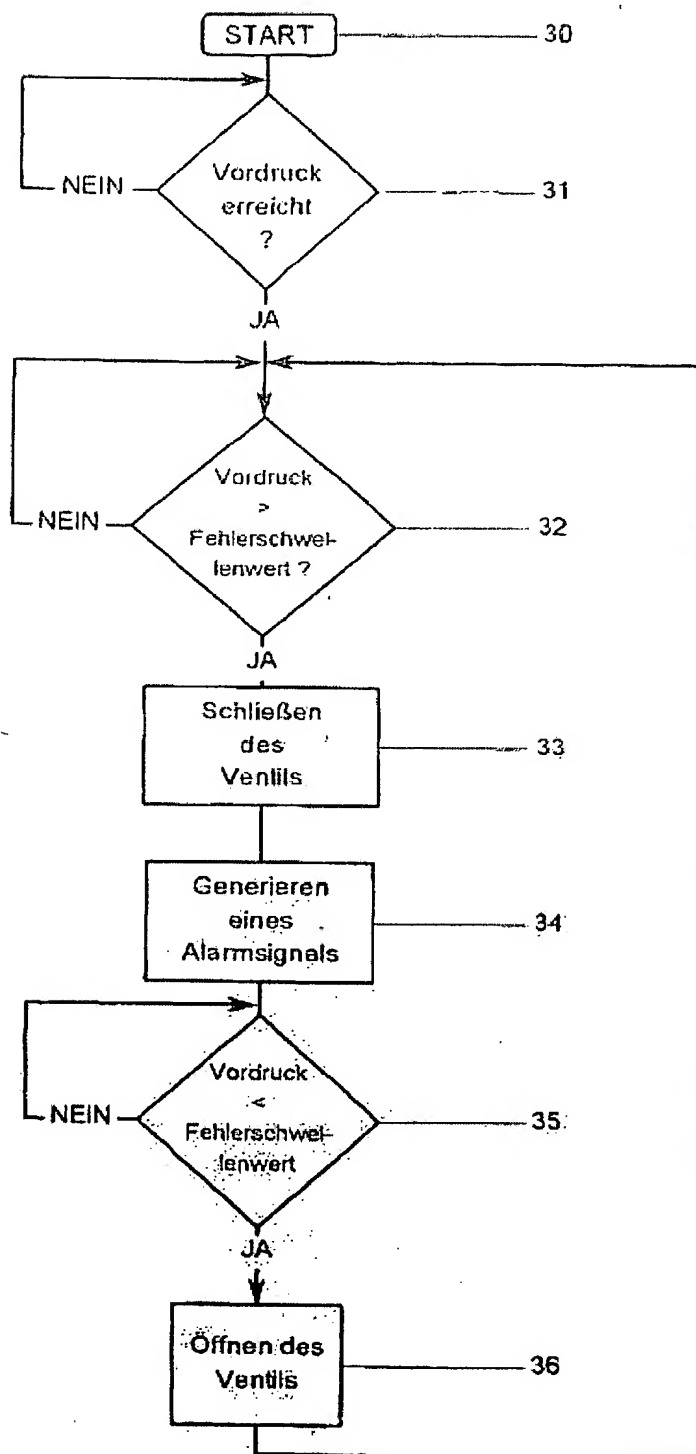 START
30
Vordruck
erreicht
?
NEIN
31
JA
Vordruck
>
Fehlerschwel-
lenwert ?
NEIN
32
JA
Schließen
des
Ventils
33
Generieren
eines
Alarmsignals
34
Vordruck
<
Fehlerschwel-
lenwert
NEIN
35
JA
Öffnen des
Ventils
36